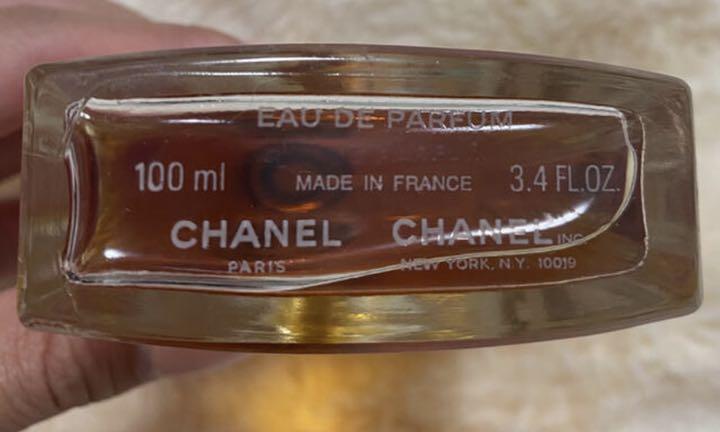 EAU DE PARFUM
100 ml MADE IN FRANCE 3.4 FL.OZ.
CHANEL CHANEL INC.
PARIS NEW YORK, N.Y. 10019